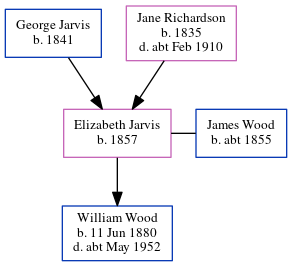 George Jarvis
b. 1841
Jane Richardson
b. 1835
d. abt Feb 1910
Elizabeth Jarvis
b. 1857
James Wood
b. abt 1855
William Wood
b. 11 Jun 1880
d. abt May 1952